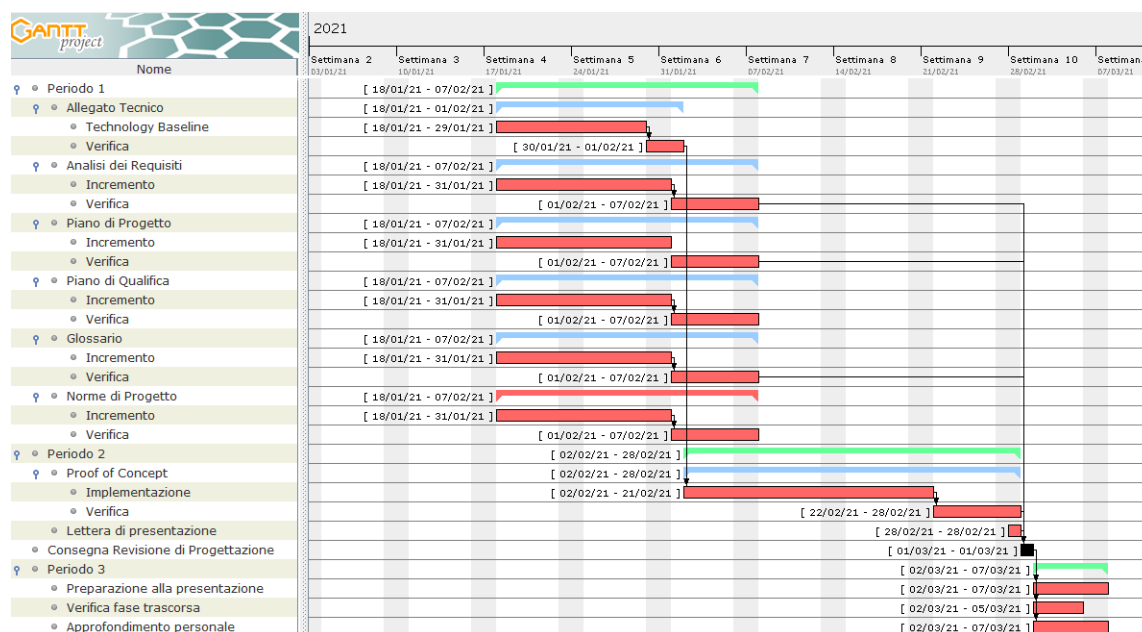 GANTT
project
2021
Nome
Settimana 2 Settimana 3 Settimana 4 Settimana 5 Settimana 6 Settimana 7 Settimana 8 Settimana 9 Settimana 10 Settiman
03/01/21 10/01/21 17/01/21 24/01/21 31/01/21 07/02/21 14/02/21 21/02/21 28/02/21 07/03/21
Periodo 1 [ 18/01/21 - 07/02/21 ]
Allegato Tecnico [ 18/01/21 - 01/02/21 ]
Technology Baseline [ 18/01/21 - 29/01/21 ]
Verifica [ 30/01/21 - 01/02/21 ]
Analisi dei Requisiti [ 18/01/21 - 07/02/21 ]
Incremento [ 18/01/21 - 31/01/21 ]
Verifica [ 01/02/21 - 07/02/21 ]
Piano di Progetto [ 18/01/21 - 07/02/21 ]
Incremento [ 18/01/21 - 31/01/21 ]
Verifica [ 01/02/21 - 07/02/21 ]
Piano di Qualifica [ 18/01/21 - 07/02/21 ]
Incremento [ 18/01/21 - 31/01/21 ]
Verifica [ 01/02/21 - 07/02/21 ]
Glossario [ 18/01/21 - 07/02/21 ]
Incremento [ 18/01/21 - 31/01/21 ]
Verifica [ 01/02/21 - 07/02/21 ]
Norme di Progetto [ 18/01/21 - 07/02/21 ]
Incremento [ 18/01/21 - 31/01/21 ]
Verifica [ 01/02/21 - 07/02/21 ]
Periodo 2 [ 02/02/21 - 28/02/21 ]
Proof of Concept [ 02/02/21 - 28/02/21 ]
Implementazione [ 02/02/21 - 21/02/21 ]
Verifica [ 22/02/21 - 28/02/21 ]
Lettera di presentazione [ 28/02/21 - 28/02/21 ]
Consegna Revisione di Progettazione [ 01/03/21 - 01/03/21 ]
Periodo 3 [ 02/03/21 - 07/03/21 ]
Preparazione alla presentazione [ 02/03/21 - 07/03/21 ]
Verifica fase trascorsa [ 02/03/21 - 05/03/21 ]
Approfondimento personale [ 02/03/21 - 07/03/21 ]